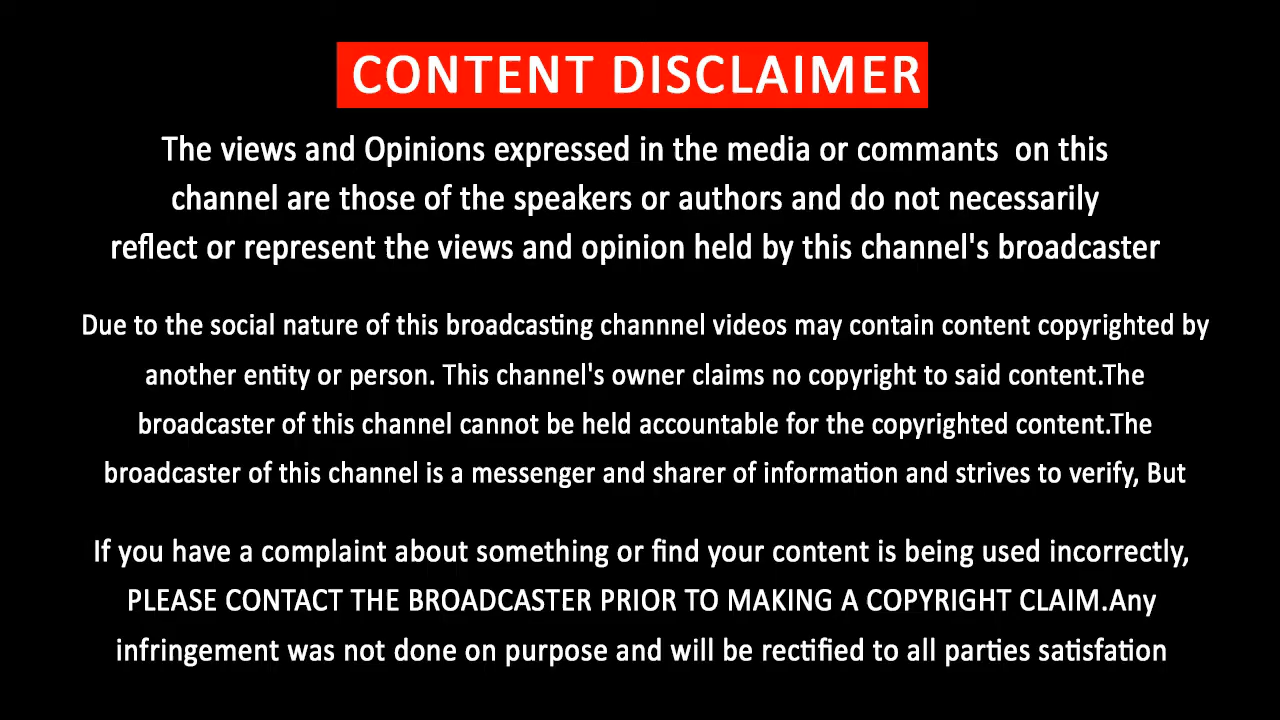 CONTENT DISCLAIMER
The views and Opinions expressed in the media or commants on this
channel are those of the speakers or authors and do not necessarily
reflect or represent the views and opinion held by this channel's broadcaster
Due to the social nature of this broadcasting channnel videos may contain content copyrighted by
another entity or person. This channel's owner claims no copyright to said content.The
broadcaster of this channel cannot be held accountable for the copyrighted content.The
broadcaster of this channel is a messenger and sharer of information and strives to verify, But
If you have a complaint about something or find your content is being used incorrectly,
PLEASE CONTACT THE BROADCASTER PRIOR TO MAKING A COPYRIGHT CLAIM.Any
infringement was not done on purpose and will be rectified to all parties satisfation